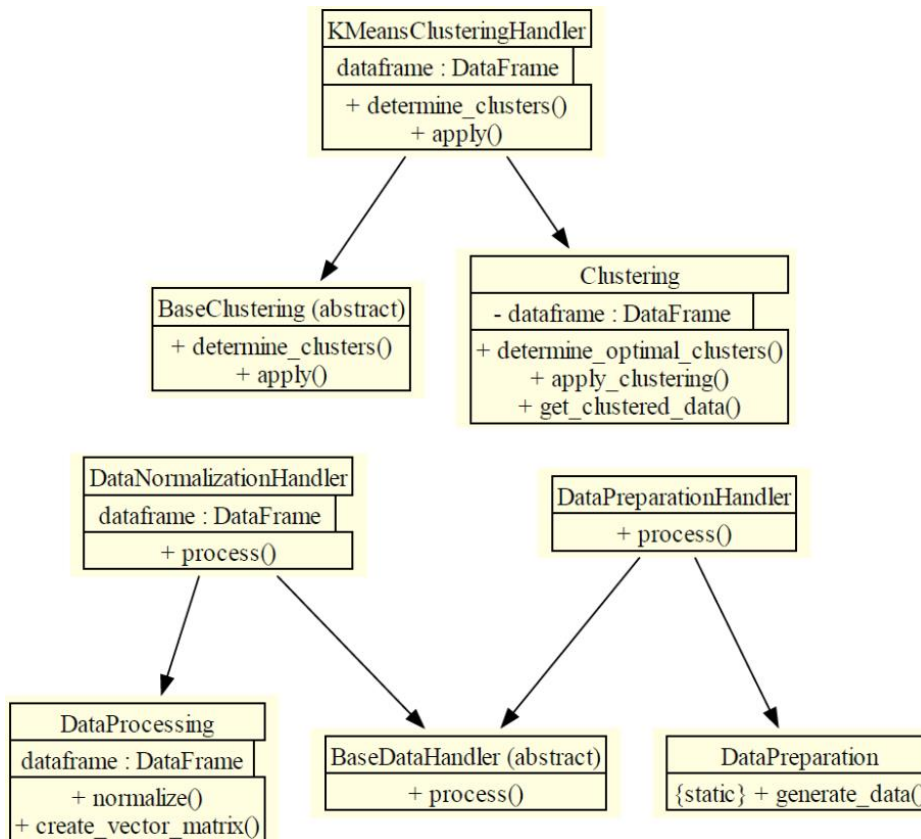 KMeansClusteringHandler
dataframe : DataFrame
+ determine_clusters()
+ apply()
BaseClustering (abstract)
+ determine_clusters()
+ apply()
Clustering
- dataframe : DataFrame
+ determine_optimal_clusters()
+ apply_clustering()
+ get_clustered_data()
DataNormalizationHandler
dataframe : DataFrame
+ process()
DataPreparationHandler
+ process()
DataProcessing
dataframe : DataFrame
+ normalize()
+ create_vector_matrix()
BaseDataHandler (abstract)
+ process()
DataPreparation
{static} + generate_data()